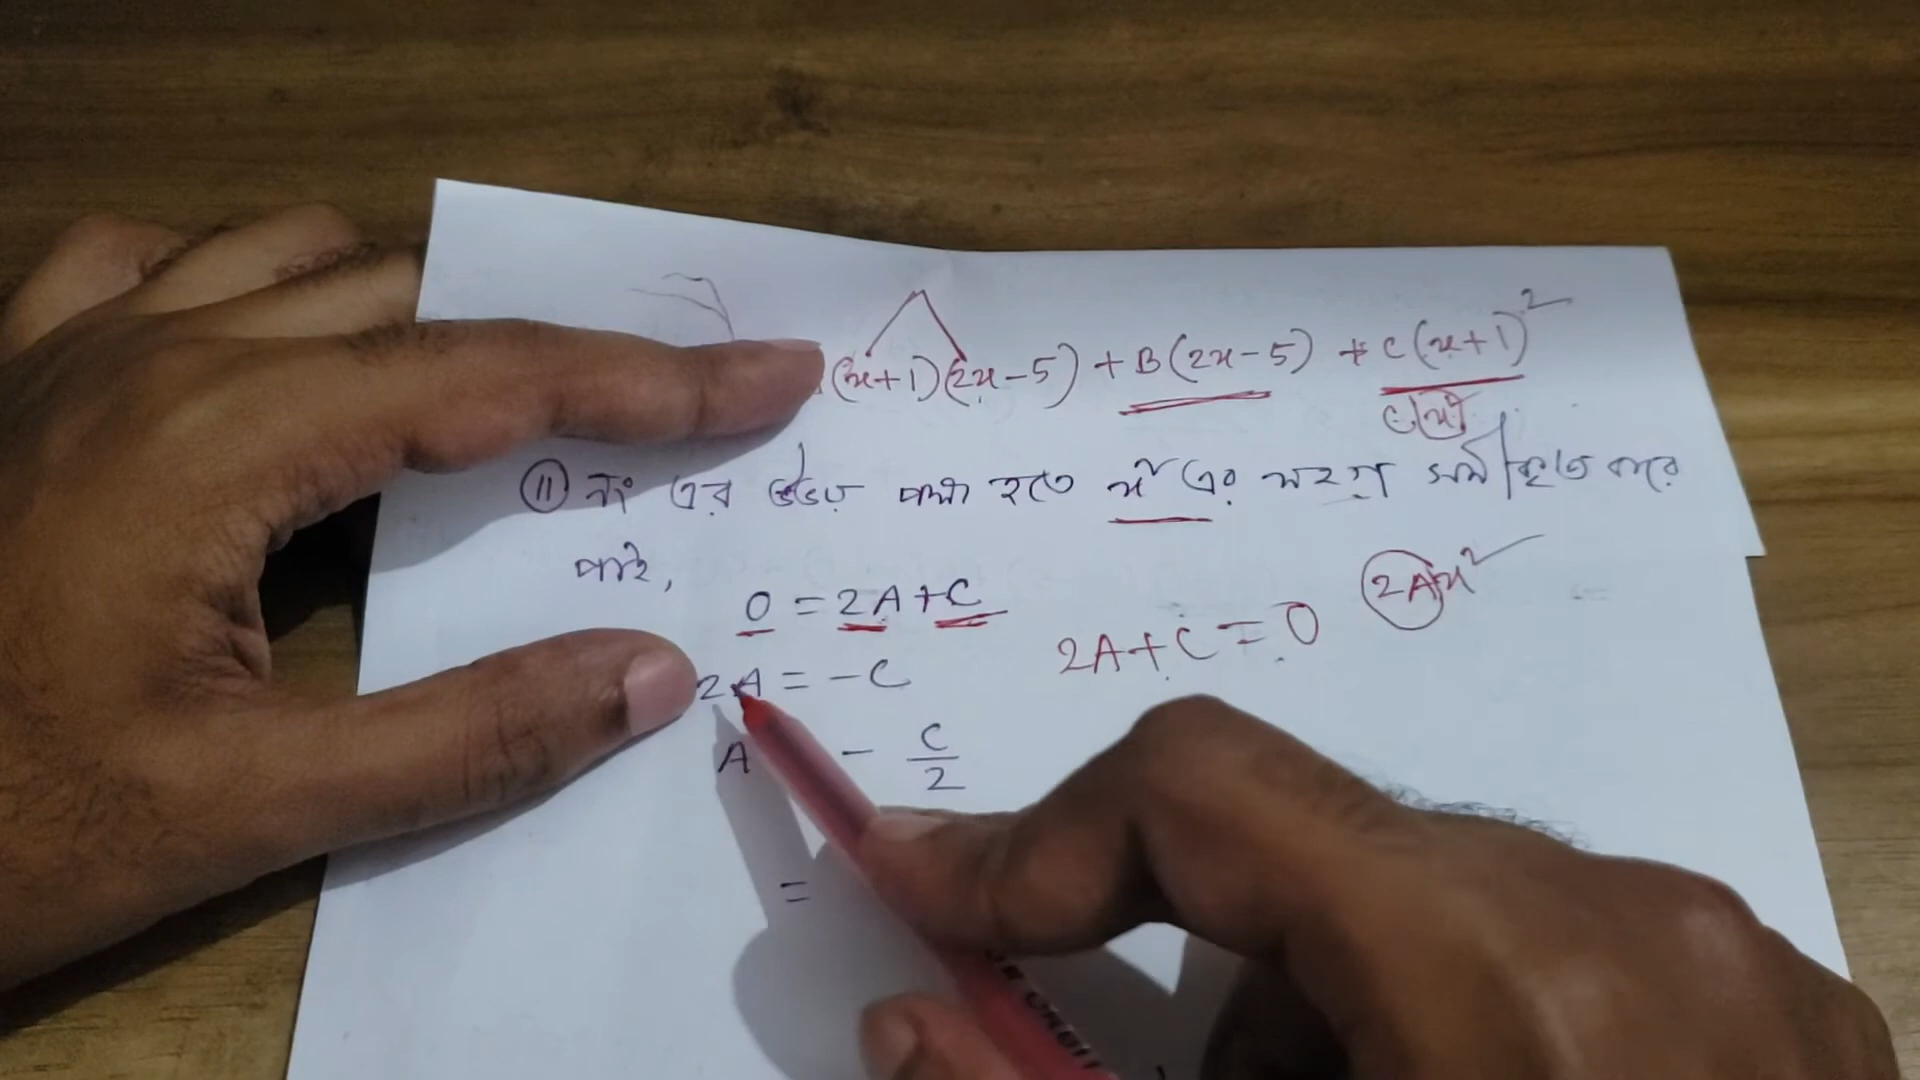 (x+1)(2x-5) + B(2x-5) + C(x+1)²
C(x²)
(11) নং এর উভয় পক্ষ হতে x² এর সহগ সমীকৃত করে
পাই,
0 = 2A+C
2Ax²
2A+C=0
2A = -C
A - C/2
=